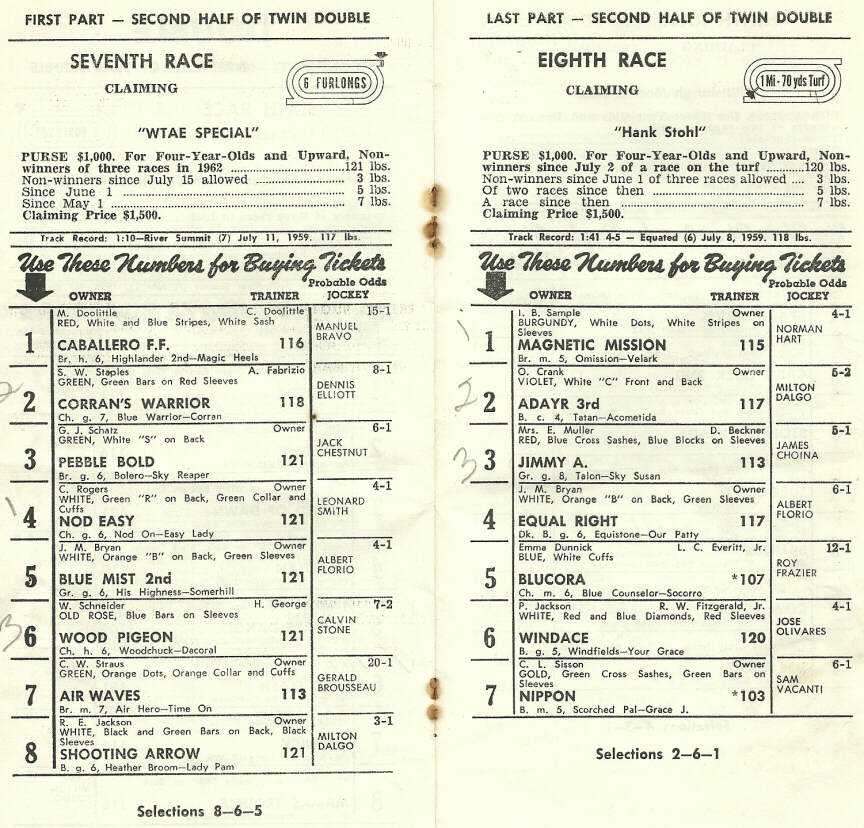 FIRST PART — SECOND HALF OF TWIN DOUBLE
SEVENTH RACE
CLAIMING
6 FURLONGS
"WTAE SPECIAL"
PURSE $1,000. For Four-Year-Olds and Upward, Non-
winners of three races in 1962 ........................121 lbs.
Non-winners since July 15 allowed .................. 3 lbs.
Since June 1 ................................................ 5 lbs.
Since May 1 ................................................. 7 lbs.
Claiming Price $1,500.
Track Record: 1:10—River Summit (7) July 11, 1959. 117 lbs.
Use These Numbers for Buying Tickets
Probable Odds
OWNER TRAINER JOCKEY
M. Doolittle C. Doolittle 15-1
RED, White and Blue Stripes, White Sash
1 CABALLERO F.F. 116 MANUEL BRAVO
Br. h. 6, Highlander 2nd—Magic Heels
S. W. Staples A. Fabrizio 8-1
GREEN, Green Bars on Red Sleeves
2 CORRAN'S WARRIOR 118 DENNIS ELLIOTT
Ch. g. 7, Blue Warrior—Corran
G. J. Schatz Owner 6-1
GREEN, White "S" on Back
3 PEBBLE BOLD 121 JACK CHESTNUT
Br. g. 6, Bolero—Sky Reaper
C. Rogers Owner 4-1
WHITE, Green "R" on Back, Green Collar and
Cuffs
4 NOD EASY 121 LEONARD SMITH
Ch. g. 6, Nod On—Easy Lady
J. M. Bryan Owner 4-1
WHITE, Orange "B" on Back, Green Sleeves
5 BLUE MIST 2nd 121 ALBERT FLORIO
Gr. g. 6, His Highness—Somerhill
W. Schneider H. George 7-2
OLD ROSE, Blue Bars on Sleeves
6 WOOD PIGEON 121 CALVIN STONE
Ch. h. 6, Woodchuck—Dacoral
C. W. Straus Owner 20-1
GREEN, Orange Dots, Orange Collar and Cuffs
7 AIR WAVES 113 GERALD BROUSSEAU
Br. m. 7, Air Hero—Time On
R. E. Jackson Owner 3-1
WHITE, Black and Green Bars on Back, Black
Sleeves
8 SHOOTING ARROW 121 MILTON DALGO
B. g. 6, Heather Broom—Lady Pam
Selections 8—6—5
2
1
3
LAST PART — SECOND HALF OF TWIN DOUBLE
EIGHTH RACE
CLAIMING
1 Mi - 70 yds Turf
"Hank Stohl"
PURSE $1,000. For Four-Year-Olds and Upward, Non-
winners since July 2 of a race on the turf ........120 lbs.
Non-winners since June 1 of three races allowed .... 3 lbs.
Of two races since then .............................. 5 lbs.
A race since then ...................................... 7 lbs.
Claiming Price $1,500.
Track Record: 1:41 4-5 — Equated (6) July 8, 1959. 118 lbs.
Use These Numbers for Buying Tickets
Probable Odds
OWNER TRAINER JOCKEY
I. B. Sample Owner 4-1
BURGUNDY, White Dots, White Stripes on
Sleeves
1 MAGNETIC MISSION 115 NORMAN HART
Br. m. 5, Omission—Velark
O. Crank Owner 5-2
VIOLET, White "C" Front and Back
2 ADAYR 3rd 117 MILTON DALGO
B. c. 4, Tatan—Acometida
Mrs. E. Muller D. Beckner 5-1
RED, Blue Cross Sashes, Blue Blocks on Sleeves
3 JIMMY A. 113 JAMES CHOINA
Gr. g. 8, Talon—Sky Susan
J. M. Bryan Owner 6-1
WHITE, Orange "B" on Back, Green Sleeves
4 EQUAL RIGHT 117 ALBERT FLORIO
Dk. B. g. 6, Equistone—Our Patty
Emma Dunnick L. C. Everitt, Jr. 12-1
BLUE, White Cuffs
5 BLUCORA *107 ROY FRAZIER
Ch. m. 6, Blue Counselor—Socorro
P. Jackson R. W. Fitzgerald, Jr. 4-1
WHITE, Red and Blue Diamonds, Red Sleeves
6 WINDACE 120 JOSE OLIVARES
B. g. 5, Windfields—Your Grace
C. L. Sisson Owner 6-1
GOLD, Green Cross Sashes, Green Bars on
Sleeves
7 NIPPON *103 SAM VACANTI
B. m. 5, Scorched Pal—Grace J.
Selections 2—6—1
1
2
3